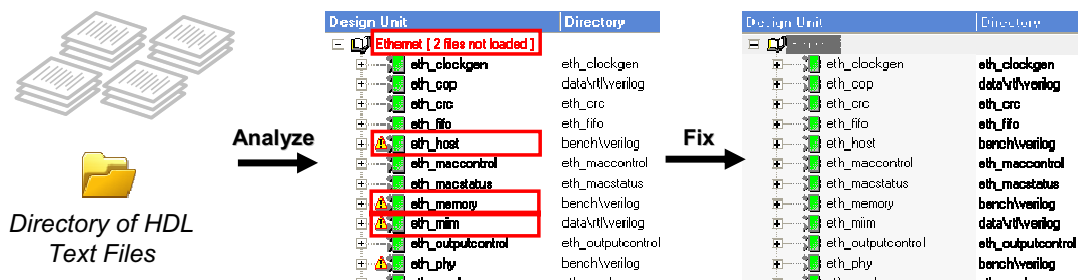 Directory of HDL
Text Files
Analyze
Design Unit Directory
Ethernet [ 2 files not loaded ]
eth_clockgen eth_clockgen
eth_cop data\rtl\verilog
eth_crc eth_crc
eth_fifo eth_fifo
eth_host bench\verilog
eth_maccontrol eth_maccontrol
eth_macstatus eth_macstatus
eth_memory bench\verilog
eth_miim data\rtl\verilog
eth_outputcontrol eth_outputcontrol
eth_phy bench\verilog
Fix
Design Unit Directory
eth_clockgen eth_clockgen
eth_cop data\rtl\verilog
eth_crc eth_crc
eth_fifo eth_fifo
eth_host bench\verilog
eth_maccontrol eth_maccontrol
eth_macstatus eth_macstatus
eth_memory bench\verilog
eth_miim data\rtl\verilog
eth_outputcontrol eth_outputcontrol
eth_phy bench\verilog